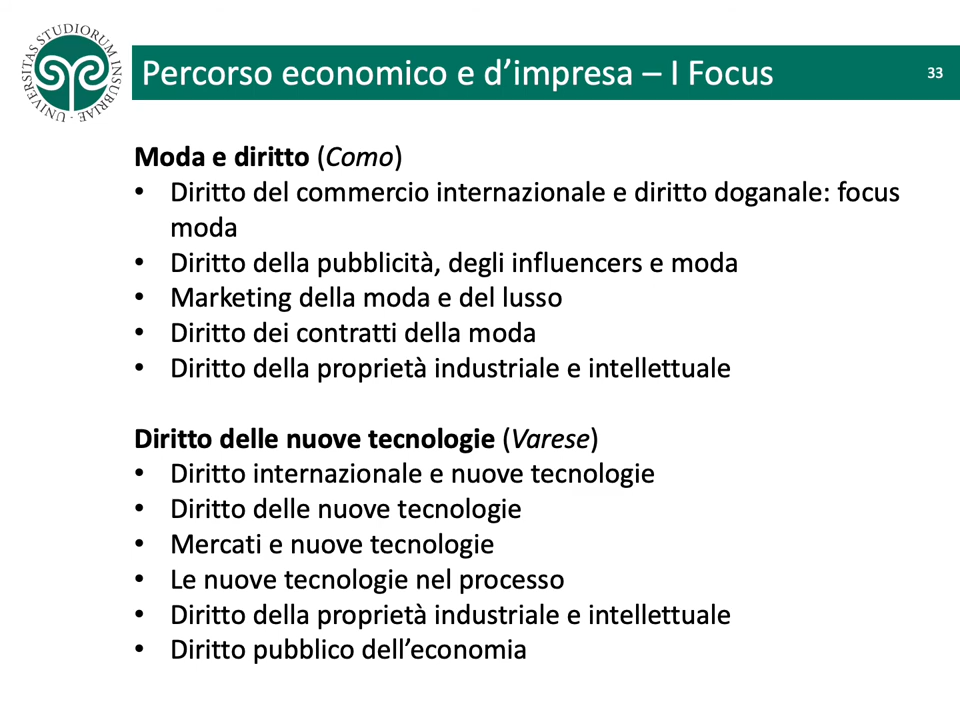 UNIVERSITAS STUDIORUM INSUBRIAE
Percorso economico e d’impresa – I Focus
33
Moda e diritto (Como)
• Diritto del commercio internazionale e diritto doganale: focus
moda
• Diritto della pubblicità, degli influencers e moda
• Marketing della moda e del lusso
• Diritto dei contratti della moda
• Diritto della proprietà industriale e intellettuale
Diritto delle nuove tecnologie (Varese)
• Diritto internazionale e nuove tecnologie
• Diritto delle nuove tecnologie
• Mercati e nuove tecnologie
• Le nuove tecnologie nel processo
• Diritto della proprietà industriale e intellettuale
• Diritto pubblico dell’economia